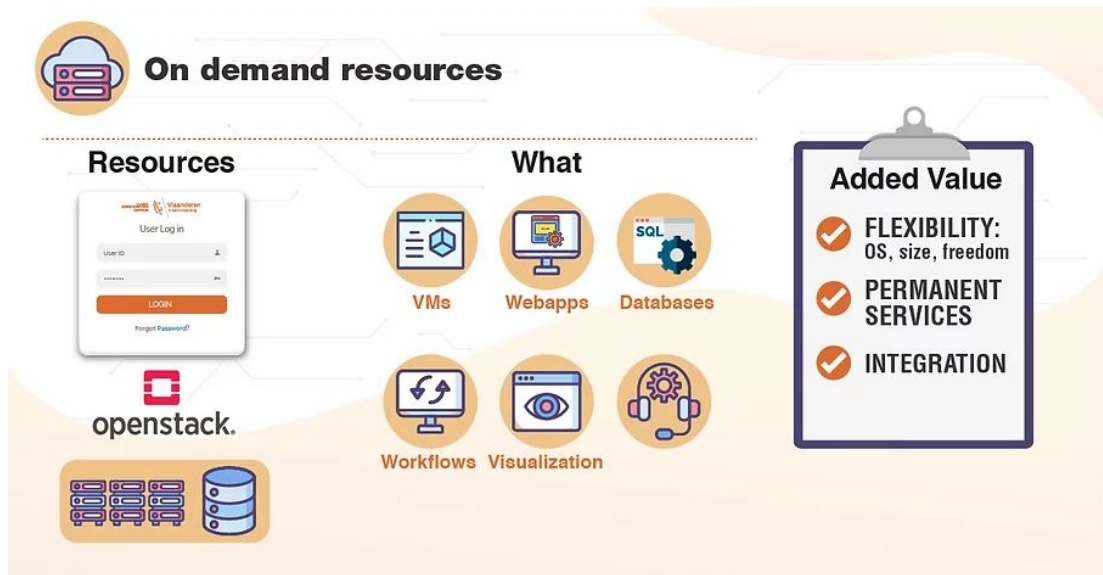 On demand resources
Resources
Vlaanderen
User Log in
User ID
LOGIN
Forgot Password?
openstack.
What
VMs
Webapps
SQL
Databases
Workflows
Visualization
Added Value
FLEXIBILITY:
OS, size, freedom
PERMANENT
SERVICES
INTEGRATION